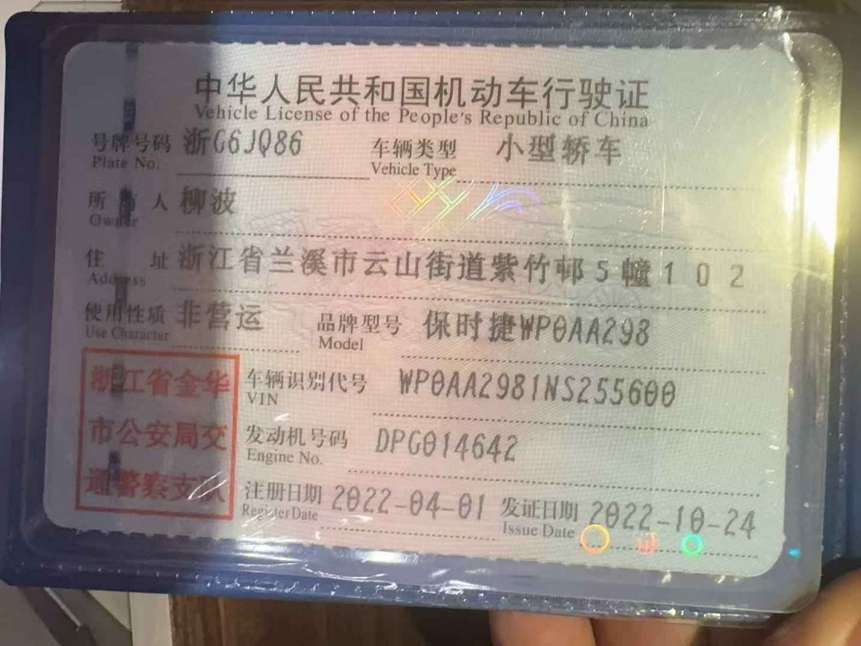 中华人民共和国机动车行驶证
Vehicle License of the People's Republic of China
号牌号码 浙G6JQ86 车辆类型 小型轿车
Plate No. Vehicle Type
所有人 柳波
Owner
住址 浙江省兰溪市云山街道紫竹邨5幢102
Address
使用性质 非营运 品牌型号 保时捷WP0AA298
Use Character Model
浙江省金华 车辆识别代号 WP0AA2981NS255600
VIN
市公安局交 发动机号码 DPG014642
Engine No.
通警察支队 注册日期 2022-04-01 发证日期 2022-10-24
Register Date Issue Date